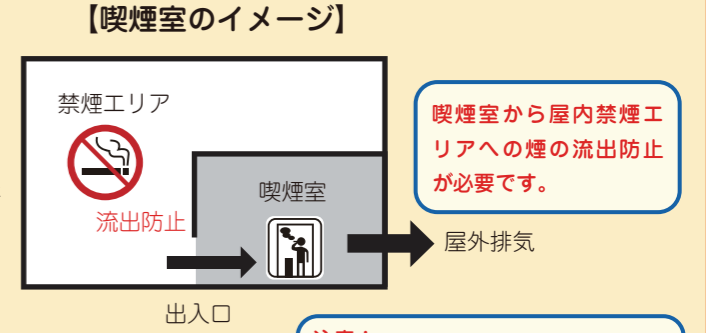 【喫煙室のイメージ】
禁煙エリア
喫煙室から屋内禁煙エ
リアへの煙の流出防止
が必要です。
喫煙室
流出防止
屋外排気
出入口